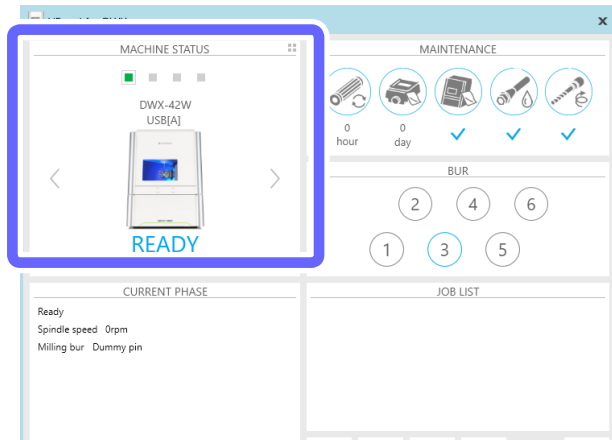 MACHINE STATUS
DWX-42W
USB[A]
READY
MAINTENANCE
0
hour
0
day
BUR
2
4
6
1
3
5
CURRENT PHASE
Ready
Spindle speed 0rpm
Milling bur Dummy pin
JOB LIST